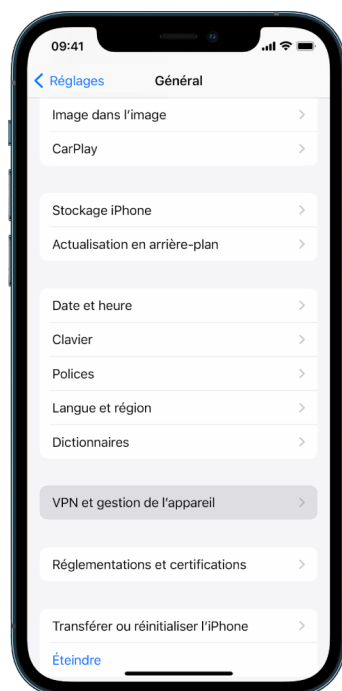 09:41
Réglages
Général
Image dans l'image
CarPlay
Stockage iPhone
Actualisation en arrière-plan
Date et heure
Clavier
Polices
Langue et région
Dictionnaires
VPN et gestion de l'appareil
Réglementations et certifications
Transférer ou réinitialiser l'iPhone
Éteindre